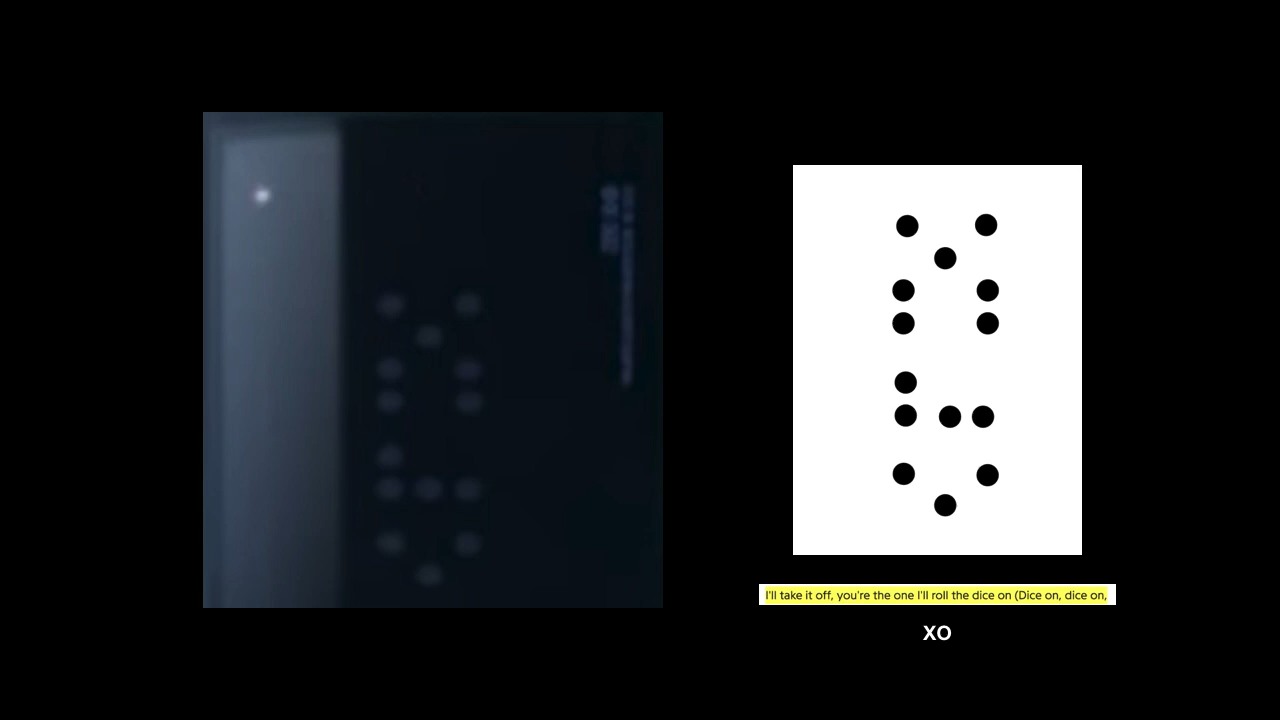 I'll take it off, you're the one I'll roll the dice on (Dice on, dice on,
XO